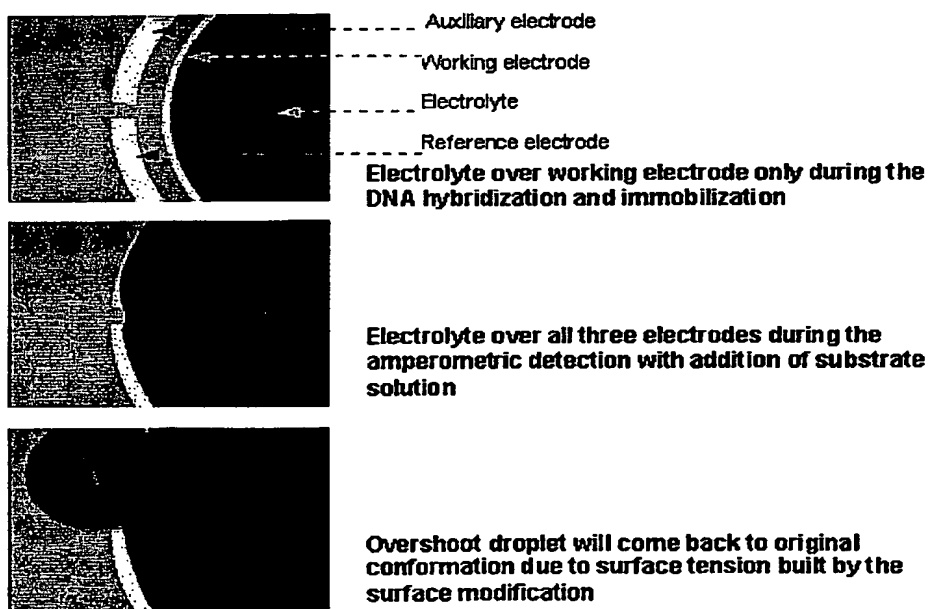 Auxiliary electrode
Working electrode
Electrolyte
Reference electrode
Electrolyte over working electrode only during the
DNA hybridization and immobilization
Electrolyte over all three electrodes during the
amperometric detection with addition of substrate
solution
Overshoot droplet will come back to original
conformation due to surface tension built by the
surface modification